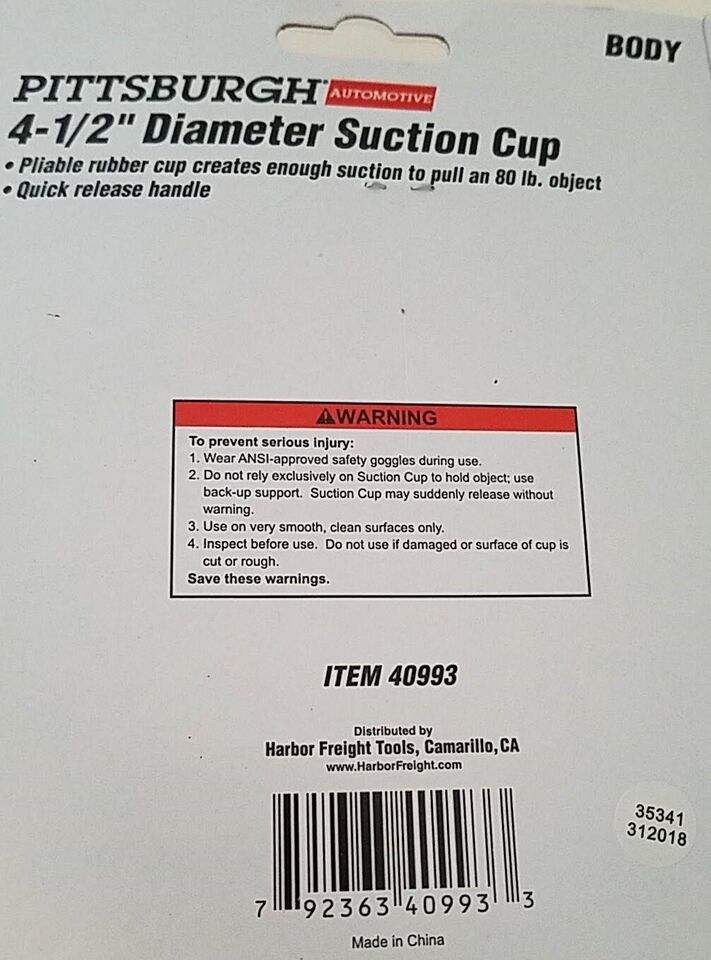 BODY
PITTSBURGH AUTOMOTIVE
4-1/2" Diameter Suction Cup
• Pliable rubber cup creates enough suction to pull an 80 lb. object
• Quick release handle
⚠WARNING
To prevent serious injury:
1. Wear ANSI-approved safety goggles during use.
2. Do not rely exclusively on Suction Cup to hold object; use
back-up support. Suction Cup may suddenly release without
warning.
3. Use on very smooth, clean surfaces only.
4. Inspect before use. Do not use if damaged or surface of cup is
cut or rough.
Save these warnings.
ITEM 40993
Distributed by
Harbor Freight Tools, Camarillo, CA
www.HarborFreight.com
35341
312018
7 92363 40993 3
Made in China